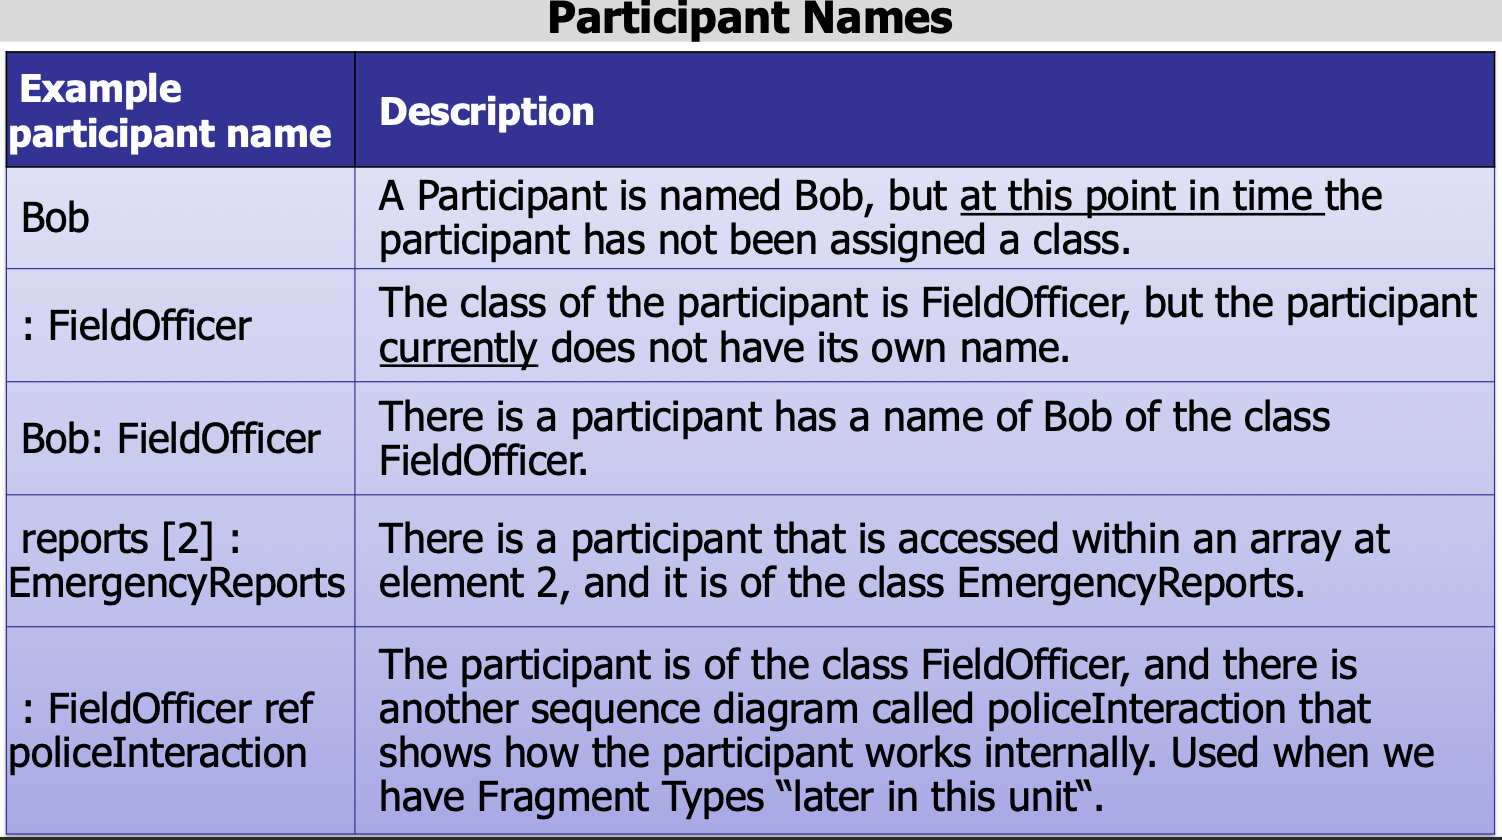 Participant Names
Example
participant name
Description
Bob
A Participant is named Bob, but at this point in time the
participant has not been assigned a class.
: FieldOfficer
The class of the participant is FieldOfficer, but the participant
currently does not have its own name.
Bob: FieldOfficer
There is a participant has a name of Bob of the class
FieldOfficer.
reports [2] :
EmergencyReports
There is a participant that is accessed within an array at
element 2, and it is of the class EmergencyReports.
: FieldOfficer ref
policeInteraction
The participant is of the class FieldOfficer, and there is
another sequence diagram called policeInteraction that
shows how the participant works internally. Used when we
have Fragment Types “later in this unit“.